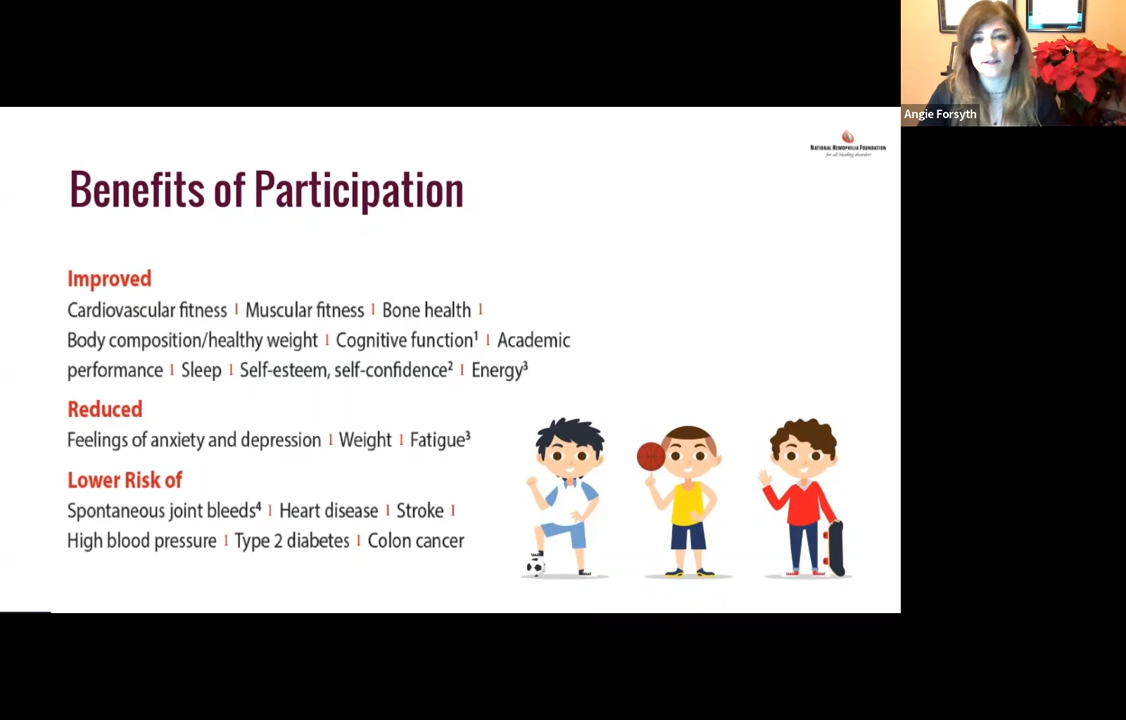 Angie Forsyth
NATIONAL HEMOPHILIA FOUNDATION
for all bleeding disorders
Benefits of Participation
Improved
Cardiovascular fitness | Muscular fitness | Bone health |
Body composition/healthy weight | Cognitive function¹ | Academic
performance | Sleep | Self-esteem, self-confidence² | Energy³
Reduced
Feelings of anxiety and depression | Weight | Fatigue³
Lower Risk of
Spontaneous joint bleeds⁴ | Heart disease | Stroke |
High blood pressure | Type 2 diabetes | Colon cancer